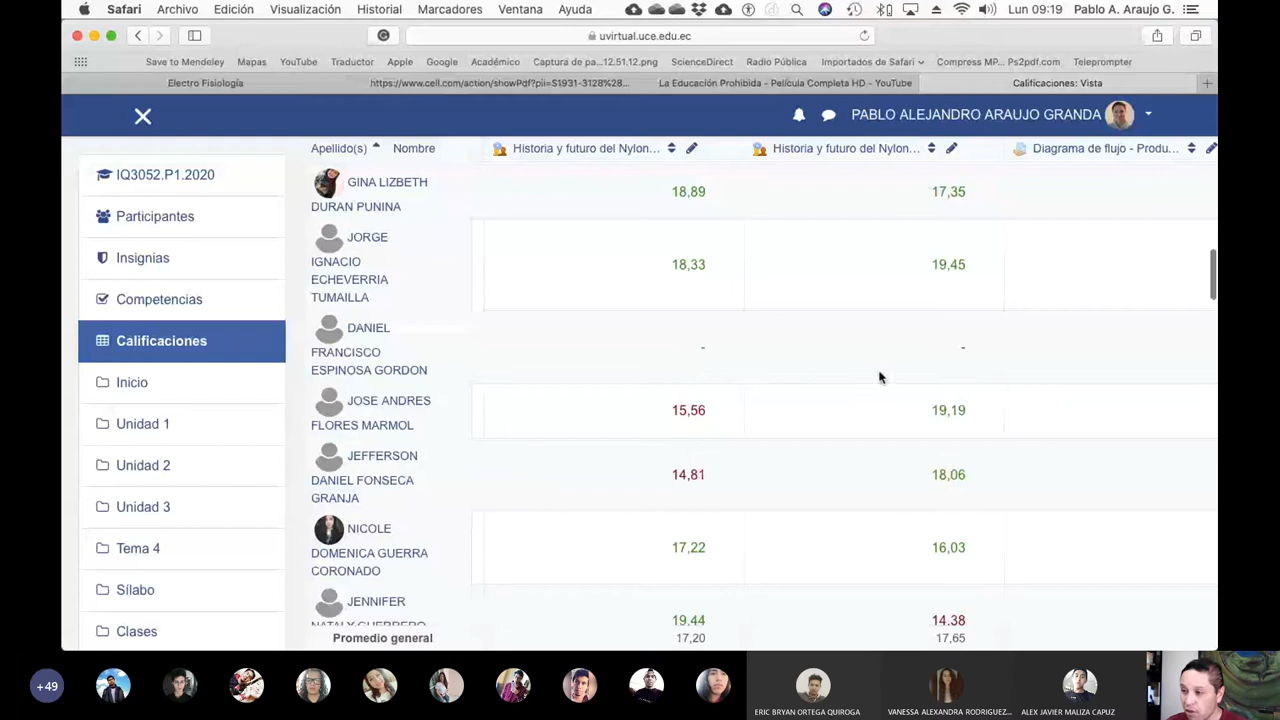 Safari Archivo Edición Visualización Historial Marcadores Ventana Ayuda Lun 09:19 Pablo A. Araujo G.
uvirtual.uce.edu.ec
Save to Mendeley Mapas YouTube Traductor Apple Google Académico Captura de pa...12.51.12.png ScienceDirect Radio Pública Importados de Safari Compress MP... Ps2pdf.com Teleprompter
Electro Fisiología https://www.cell.com/action/showPdf?pii=S1931-3128%28... La Educación Prohibida - Película Completa HD - YouTube Calificaciones: Vista
PABLO ALEJANDRO ARAUJO GRANDA
Apellido(s) Nombre Historia y futuro del Nylon... Historia y futuro del Nylon... Diagrama de flujo - Produ...
IQ3052.P1.2020
Participantes
Insignias
Competencias
Calificaciones
Inicio
Unidad 1
Unidad 2
Unidad 3
Tema 4
Sílabo
Clases
GINA LIZBETH
DURAN PUNINA
18,89 17,35
JORGE
IGNACIO
ECHEVERRIA
TUMAILLA
18,33 19,45
DANIEL
FRANCISCO
ESPINOSA GORDON
- -
JOSE ANDRES
FLORES MARMOL
15,56 19,19
JEFFERSON
DANIEL FONSECA
GRANJA
14,81 18,06
NICOLE
DOMENICA GUERRA
CORONADO
17,22 16,03
JENNIFER
NATALY GUERRERO
19,44 14,38
Promedio general 17,20 17,65
+49
ERIC BRYAN ORTEGA QUIROGA VANESSA ALEXANDRA RODRIGUEZ... ALEX JAVIER MALIZA CAPUZ